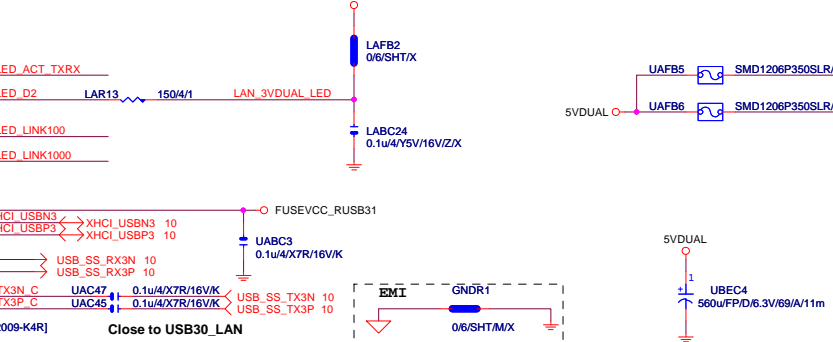 LAFB2
0/6/SHT/X
LED_ACT_TXRX
LED_D2 LAR13 150/4/1 LAN_3VDUAL_LED
LABC24
0.1u/4/Y5V/16V/Z/X
LED_LINK100
LED_LINK1000
UAFB5 SMD1206P350SLR/
5VDUAL UAFB6 SMD1206P350SLR/
FUSEVCC_RUSB31
HCI_USBN3 XHCI_USBN3 10
HCI_USBP3 XHCI_USBP3 10
UABC3
0.1u/4/X7R/16V/K
USB_SS_RX3N 10
USB_SS_RX3P 10
TX3N_C UAC47 0.1u/4/X7R/16V/K USB_SS_TX3N 10
TX3P_C UAC45 0.1u/4/X7R/16V/K USB_SS_TX3P 10
2009-K4R] Close to USB30_LAN
EMI GNDR1
0/6/SHT/M/X
5VDUAL
1
+
UBEC4
560u/FP/D/6.3V/69/A/11m